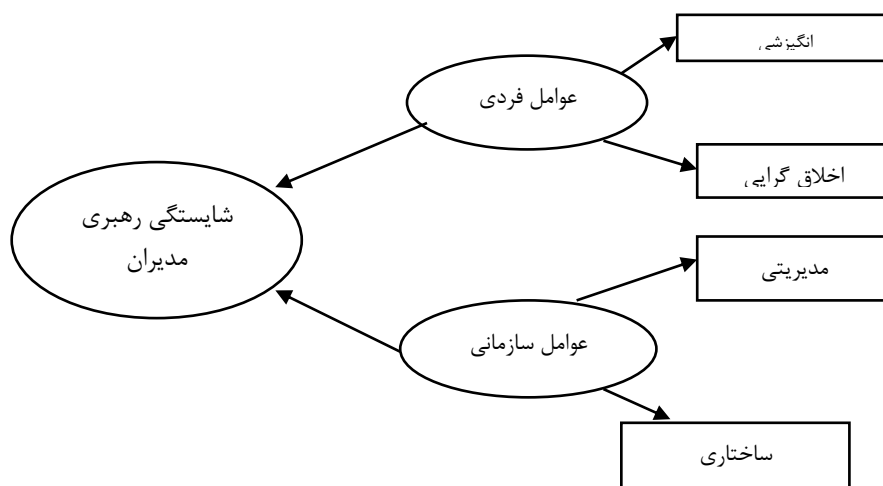 انگیزشی
عوامل فردی
اخلاق گرایی
شایستگی رهبری
مدیران
مدیریتی
عوامل سازمانی
ساختاری